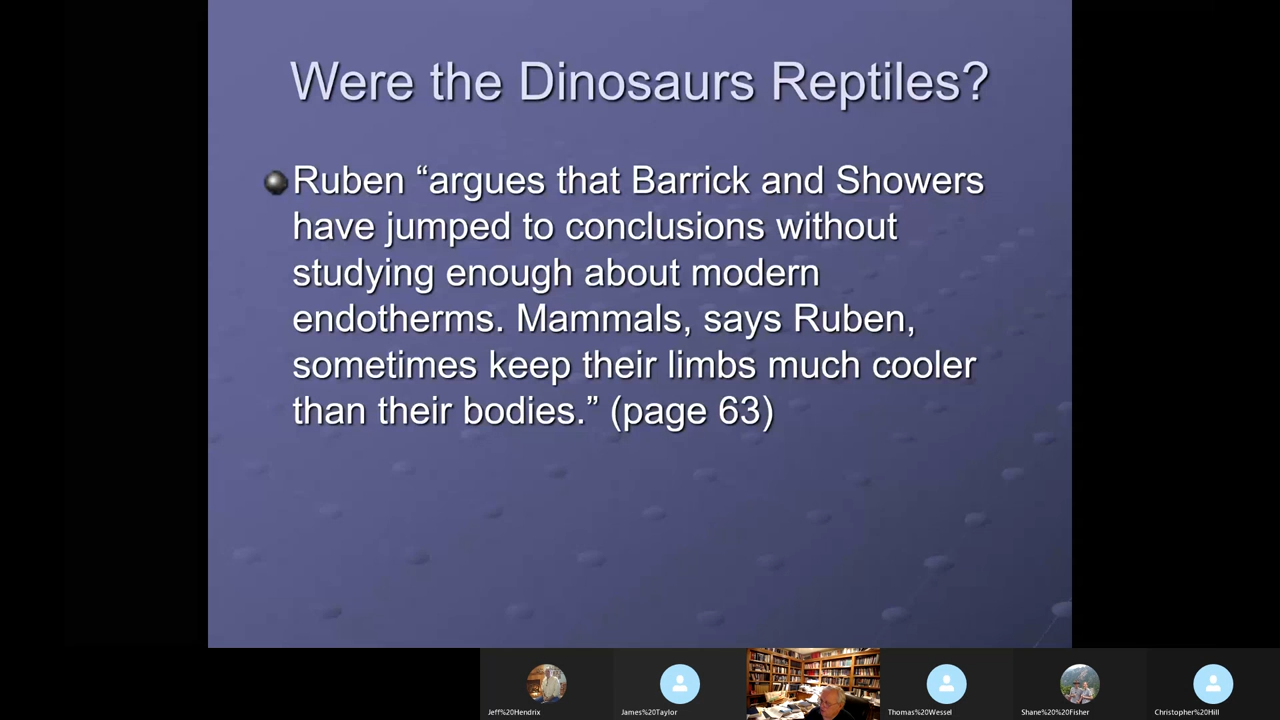 Were the Dinosaurs Reptiles?
Ruben “argues that Barrick and Showers
have jumped to conclusions without
studying enough about modern
endotherms. Mammals, says Ruben,
sometimes keep their limbs much cooler
than their bodies.” (page 63)
Jeff%20Hendrix
James%20Taylor
Thomas%20Wessel
Shane%20%20Fisher
Christopher%20Hill